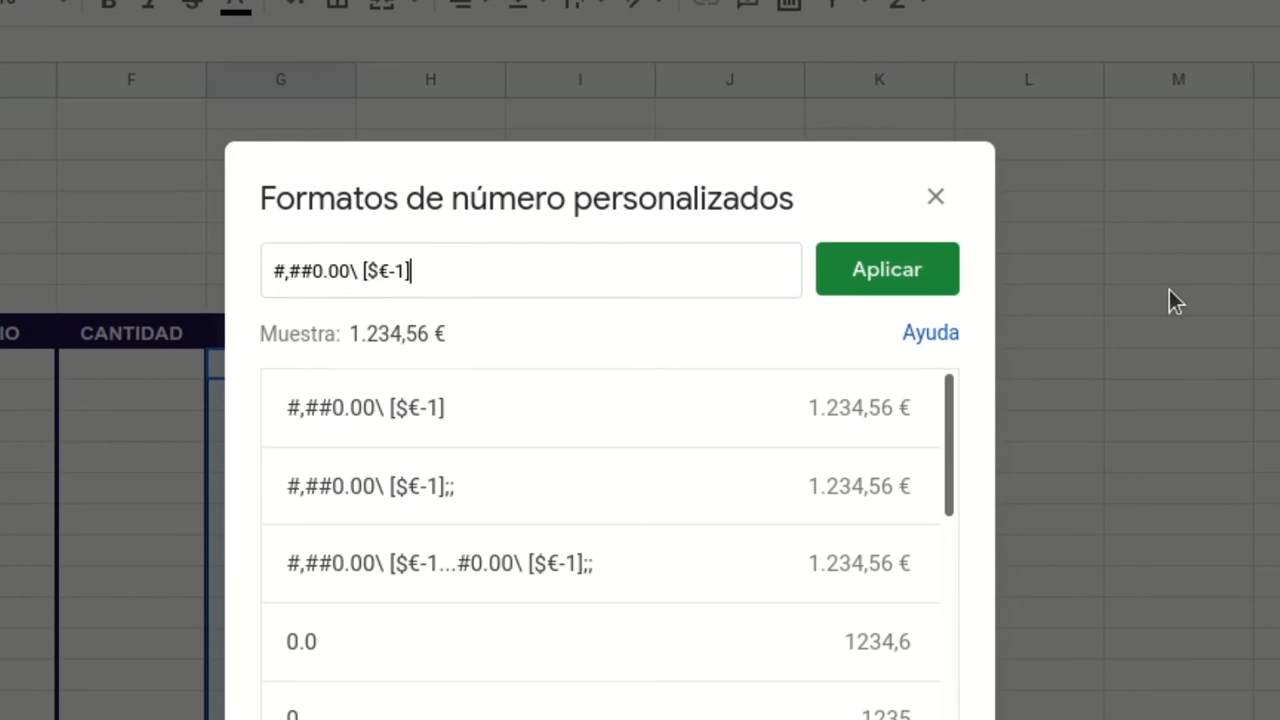 F G H I J K L M
Formatos de número personalizados
#,##0.00\ [$€-1]
Aplicar
Muestra: 1.234,56 €
Ayuda
IO CANTIDAD
#,##0.00\ [$€-1] 1.234,56 €
#,##0.00\ [$€-1];; 1.234,56 €
#,##0.00\ [$€-1...#0.00\ [$€-1];; 1.234,56 €
0.0 1234,6
0 1235